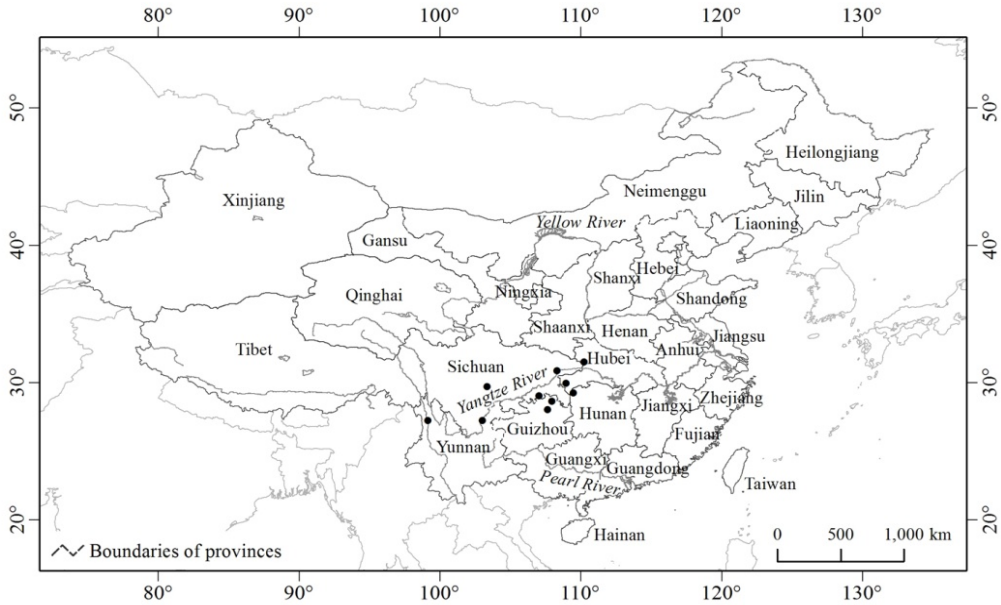 80° 90° 100° 110° 120° 130°
50° 50°
Heilongjiang
Neimenggu
Jilin
Xinjiang
Yellow River
Liaoning
Gansu
40° 40°
Hebei
Shanxi
Ningxia
Qinghai
Shandong
Shaanxi
Henan
Jiangsu
Tibet
Anhui
Hubei
Sichuan
30° 30°
Yangtze River
Zhejiang
Hunan
Jiangxi
Guizhou
Fujian
Yunnan
Guangxi
Guangdong
Pearl River
Taiwan
20° 20°
Hainan
0 500 1,000 km
Boundaries of provinces
80° 90° 100° 110° 120° 130°